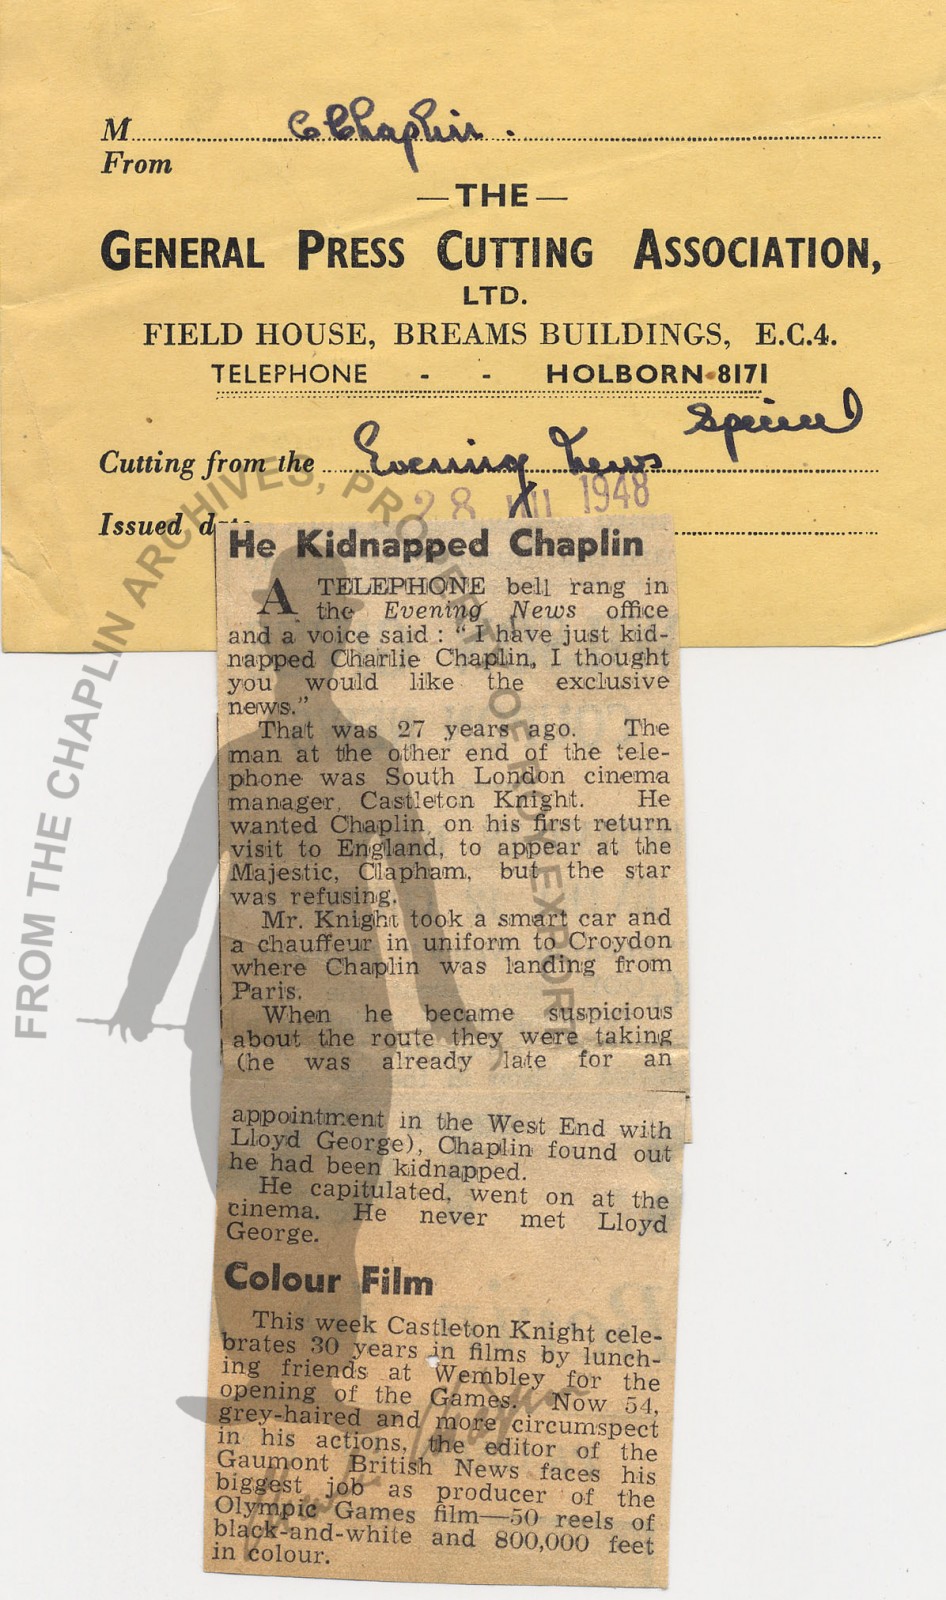 M C Chaplin.
From
— THE —
GENERAL PRESS CUTTING ASSOCIATION,
LTD.
FIELD HOUSE, BREAMS BUILDINGS, E.C.4.
TELEPHONE - - HOLBORN 8171
Special
Cutting from the Evening News
28 VII 1948
Issued
He Kidnapped Chaplin
A TELEPHONE bell rang in
the Evening News office
and a voice said : " I have just kid-
napped Charlie Chaplin, I thought
you would like the exclusive
news."
That was 27 years ago. The
man at the other end of the tele-
phone was South London cinema
manager, Castleton Knight. He
wanted Chaplin, on his first return
visit to England, to appear at the
Majestic, Clapham, but the star
was refusing.
Mr. Knight took a smart car and
a chauffeur in uniform to Croydon
where Chaplin was landing from
Paris.
When he became suspicious
about the route they were taking
(he was already late for an
appointment in the West End with
Lloyd George), Chaplin found out
he had been kidnapped.
He capitulated, went on at the
cinema. He never met Lloyd
George.
Colour Film
This week Castleton Knight cele-
brates 30 years in films by lunch-
ing friends at Wembley for the
opening of the Games. Now 54,
grey-haired and more circumspect
in his actions, the editor of the
Gaumont British News faces his
biggest job as producer of the
Olympic Games film—50 reels of
black-and-white and 800,000 feet
in colour.
FROM THE CHAPLIN ARCHIVES, PROPERTY OF ROY EXPORT
Charlie Chaplin